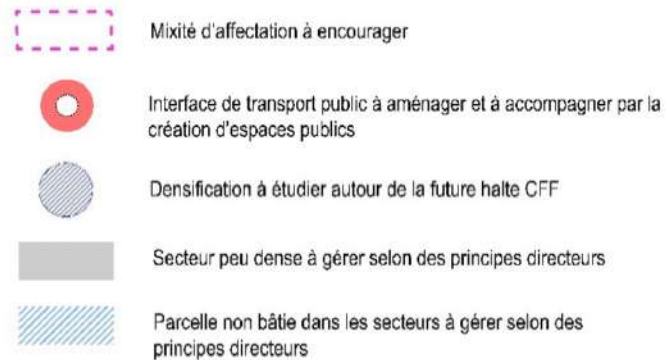 Mixité d'affectation à encourager
Interface de transport public à aménager et à accompagner par la
création d'espaces publics
Densification à étudier autour de la future halte CFF
Secteur peu dense à gérer selon des principes directeurs
Parcelle non bâtie dans les secteurs à gérer selon des
principes directeurs